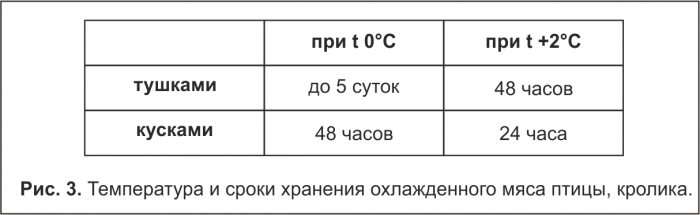 при t 0°C при t +2°C
тушками до 5 суток 48 часов
кусками 48 часов 24 часа
Рис. 3. Температура и сроки хранения охлажденного мяса птицы, кролика.